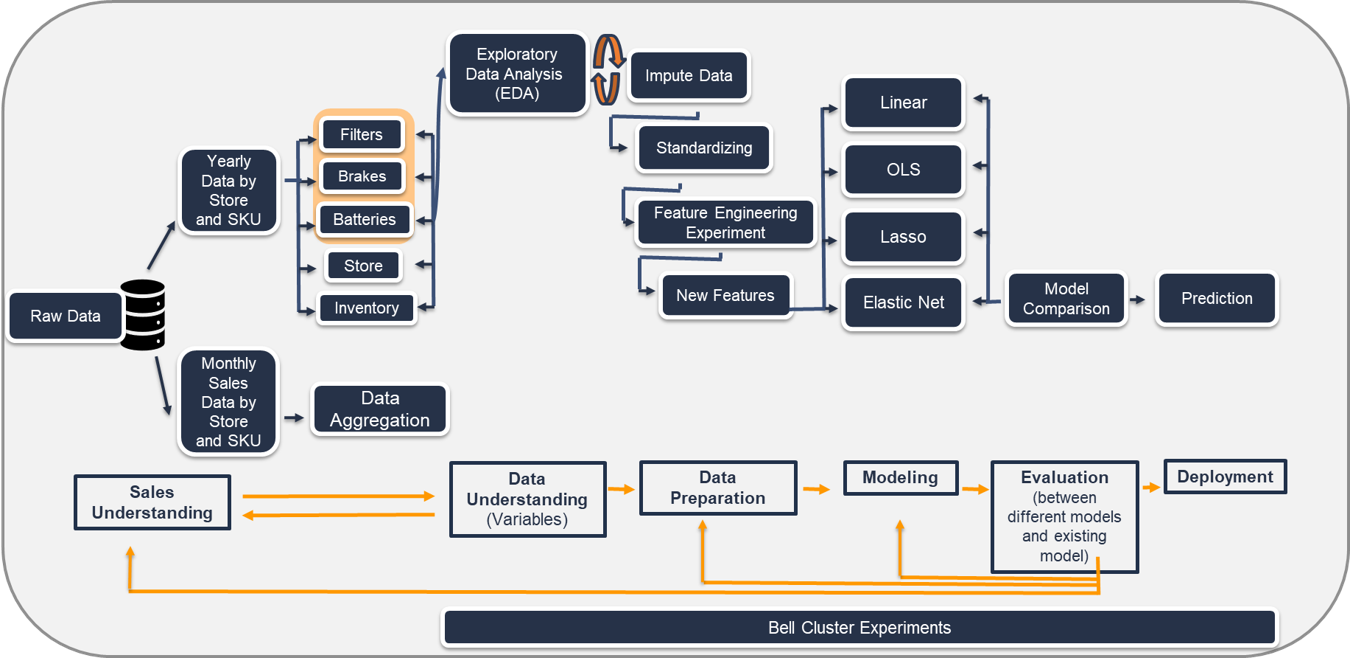 Raw Data
Yearly
Data by
Store
and SKU
Monthly
Sales
Data by
Store
and SKU
Filters
Brakes
Batteries
Store
Inventory
Data
Aggregation
Exploratory
Data Analysis
(EDA)
Impute Data
Standardizing
Feature Engineering
Experiment
New Features
Linear
OLS
Lasso
Elastic Net
Model
Comparison
Prediction
Sales
Understanding
Data
Understanding
(Variables)
Data
Preparation
Modeling
Evaluation
(between
different models
and existing
model)
Deployment
Bell Cluster Experiments